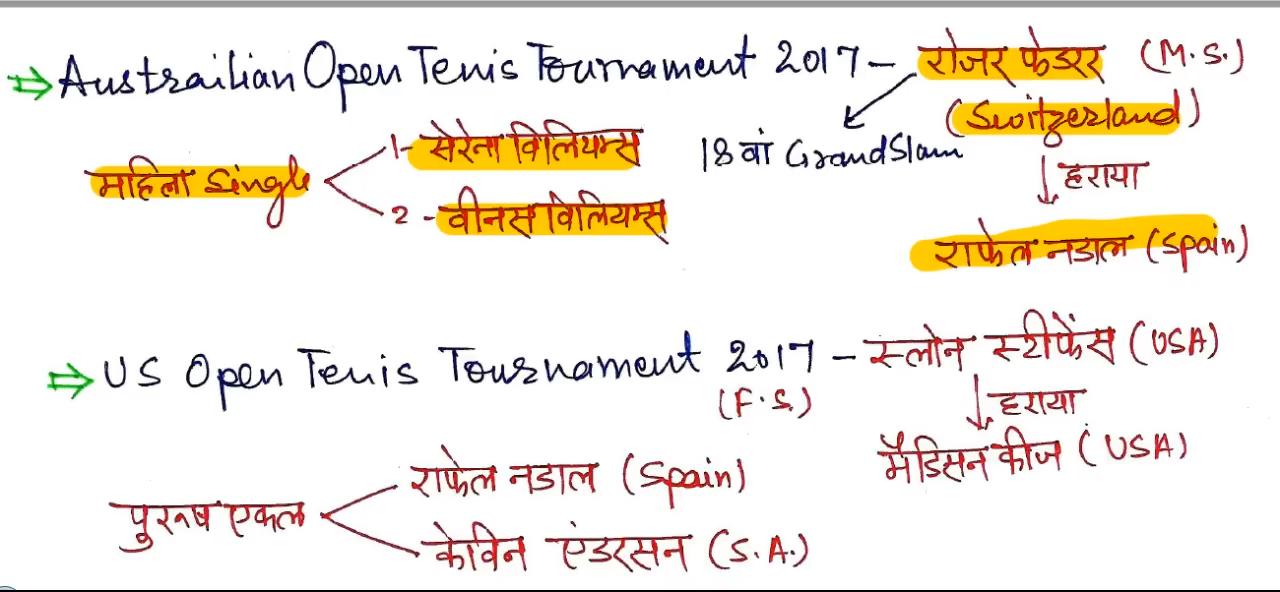 ⇒ Austrailian Open Tenis Tournament 2017 - रोजर फेडरर (M.S.)
(Switzerland)
18वां GrandSlam
↓ हराया
राफेल नडाल (Spain)
महिला Single
1- सेरेना विलियम्स
2 - वीनस विलियम्स
⇒ US Open Tenis Tournament 2017 - स्लोन स्टीफेंस (USA)
(F.S.)
↓ हराया
मैडिसन कीज (USA)
पुरूष एकल
राफेल नडाल (Spain)
केविन एंडरसन (S.A.)